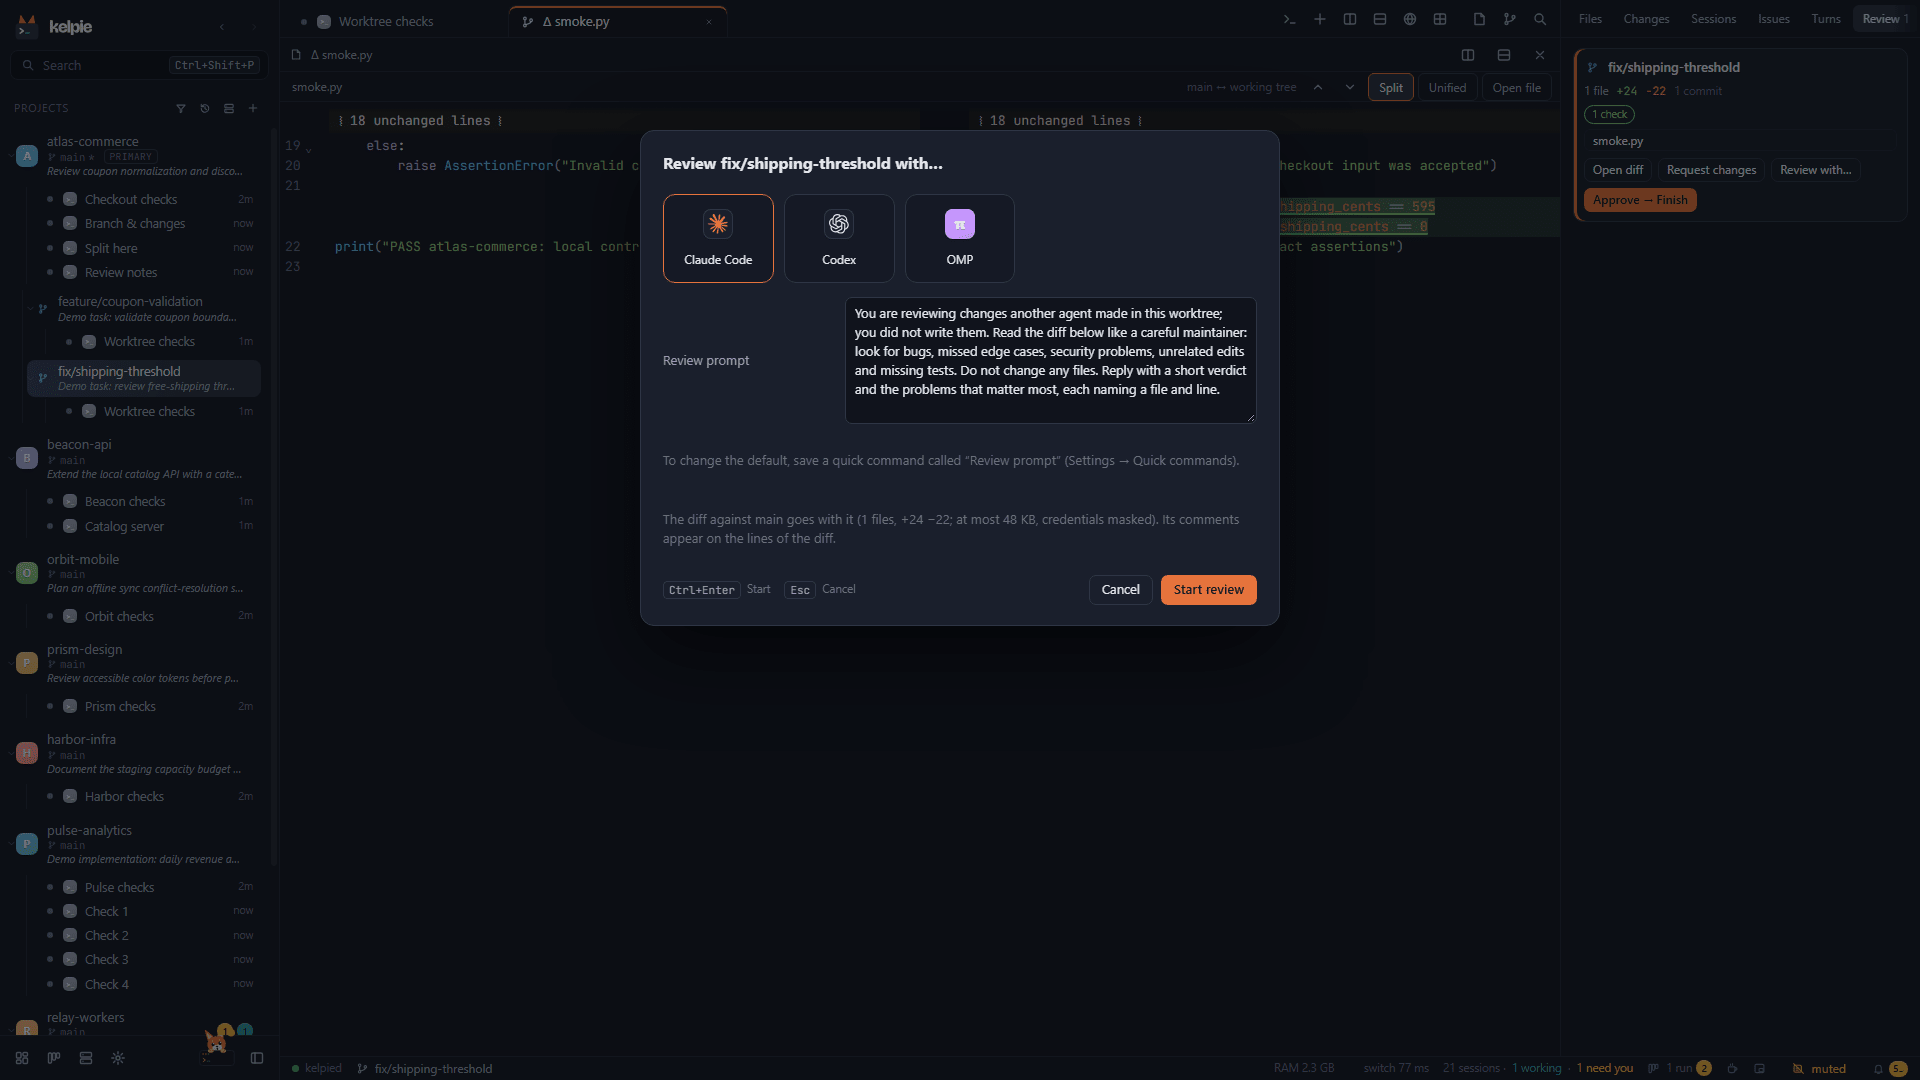 kelpie
Search Ctrl+Shift+P
PROJECTS
atlas-commerce
main PRIMARY
Review coupon normalization and disco...
Checkout checks 2m
Branch & changes now
Split here now
Review notes now
feature/coupon-validation
Demo task: validate coupon bounda...
Worktree checks 1m
fix/shipping-threshold
Demo task: review free-shipping thr...
Worktree checks 1m
beacon-api
main
Extend the local catalog API with a cate...
Beacon checks 1m
Catalog server 1m
orbit-mobile
main
Plan an offline sync conflict-resolution s...
Orbit checks 2m
prism-design
main
Review accessible color tokens before p...
Prism checks 2m
harbor-infra
main
Document the staging capacity budget ...
Harbor checks 2m
pulse-analytics
main
Demo implementation: daily revenue a...
Pulse checks 2m
Check 1 now
Check 2 now
Check 3 now
Check 4 now
relay-workers
main
Worktree checks
Δ smoke.py
Δ smoke.py
smoke.py
main ↔ working tree
Split Unified Open file
18 unchanged lines
18 unchanged lines
19 else:
20 raise AssertionError("Invalid c
21
22 print("PASS atlas-commerce: local contr
23
heckout input was accepted")
hipping_cents == 595
shipping_cents == 0
act assertions")
Review fix/shipping-threshold with...
Claude Code
Codex
OMP
Review prompt
You are reviewing changes another agent made in this worktree;
you did not write them. Read the diff below like a careful maintainer:
look for bugs, missed edge cases, security problems, unrelated edits
and missing tests. Do not change any files. Reply with a short verdict
and the problems that matter most, each naming a file and line.
To change the default, save a quick command called “Review prompt” (Settings → Quick commands).
The diff against main goes with it (1 files, +24 −22; at most 48 KB, credentials masked). Its comments
appear on the lines of the diff.
Ctrl+Enter Start Esc Cancel
Cancel
Start review
Files Changes Sessions Issues Turns Review 1
fix/shipping-threshold
1 file +24 -22 1 commit
1 check
smoke.py
Open diff Request changes Review with...
Approve → Finish
kelpied fix/shipping-threshold
RAM 2.3 GB switch 77 ms 21 sessions · 1 working · 1 need you 1 run 2 muted